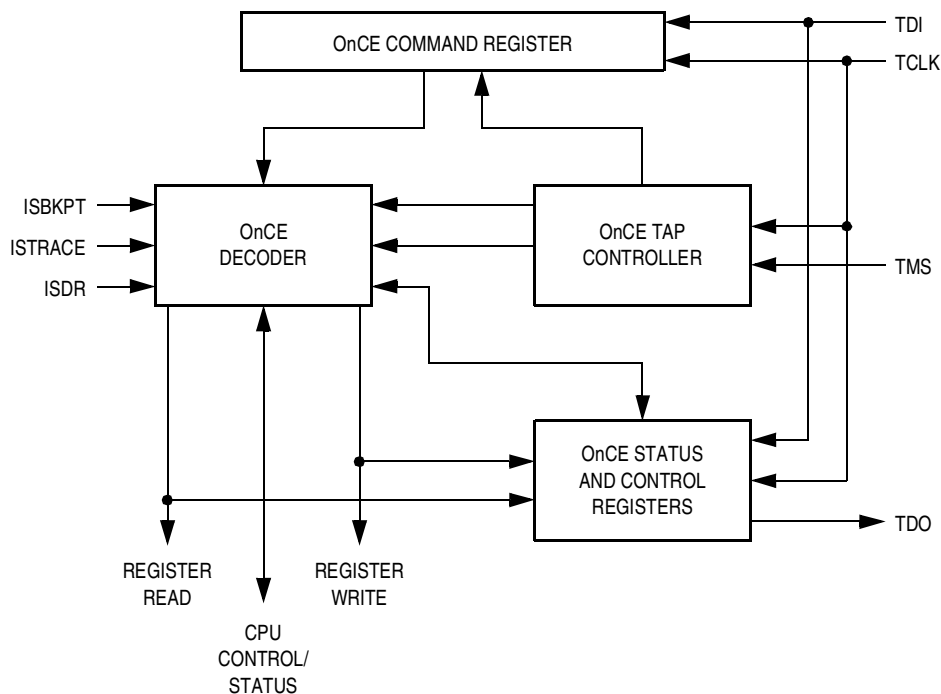 TDI
OnCE COMMAND REGISTER
TCLK
ISBKPT
ISTRACE
ISDR
OnCE
DECODER
OnCE TAP
CONTROLLER
TMS
OnCE STATUS
AND CONTROL
REGISTERS
TDO
REGISTER
READ
REGISTER
WRITE
CPU
CONTROL/
STATUS